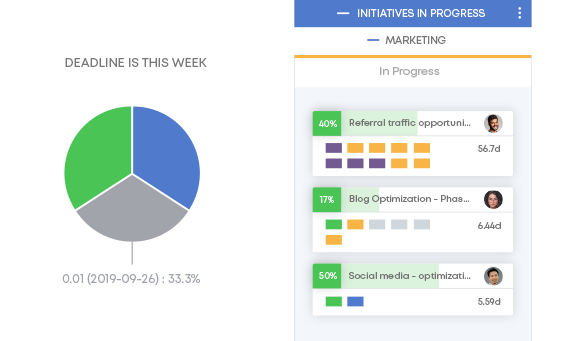 DEADLINE IS THIS WEEK
0.01 (2019-09-26) : 33.3%
INITIATIVES IN PROGRESS
MARKETING
In Progress
40% Referral traffic opportuni...
56.7d
17% Blog Optimization - Phas...
6.44d
50% Social media - optimizati...
5.59d